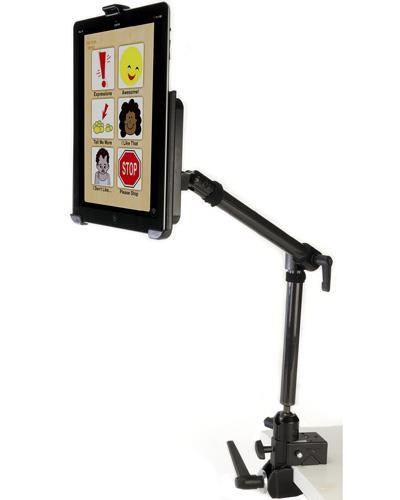 Expressions
Awesome!
Tell Me More
I Like That
STOP
I Don't Like...
Please Stop